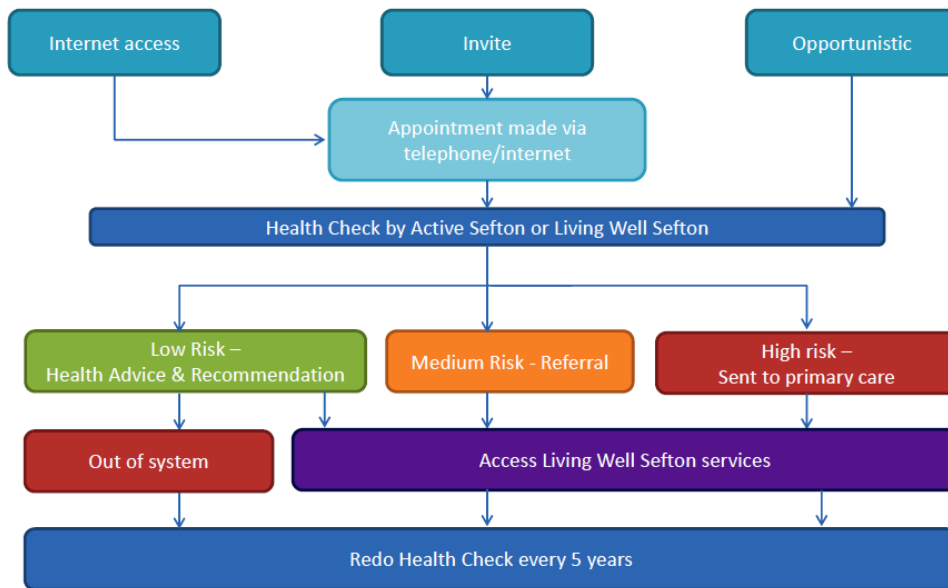 Internet access
Invite
Opportunistic
Appointment made via
telephone/internet
Health Check by Active Sefton or Living Well Sefton
Low Risk –
Health Advice & Recommendation
Medium Risk - Referral
High risk –
Sent to primary care
Out of system
Access Living Well Sefton services
Redo Health Check every 5 years